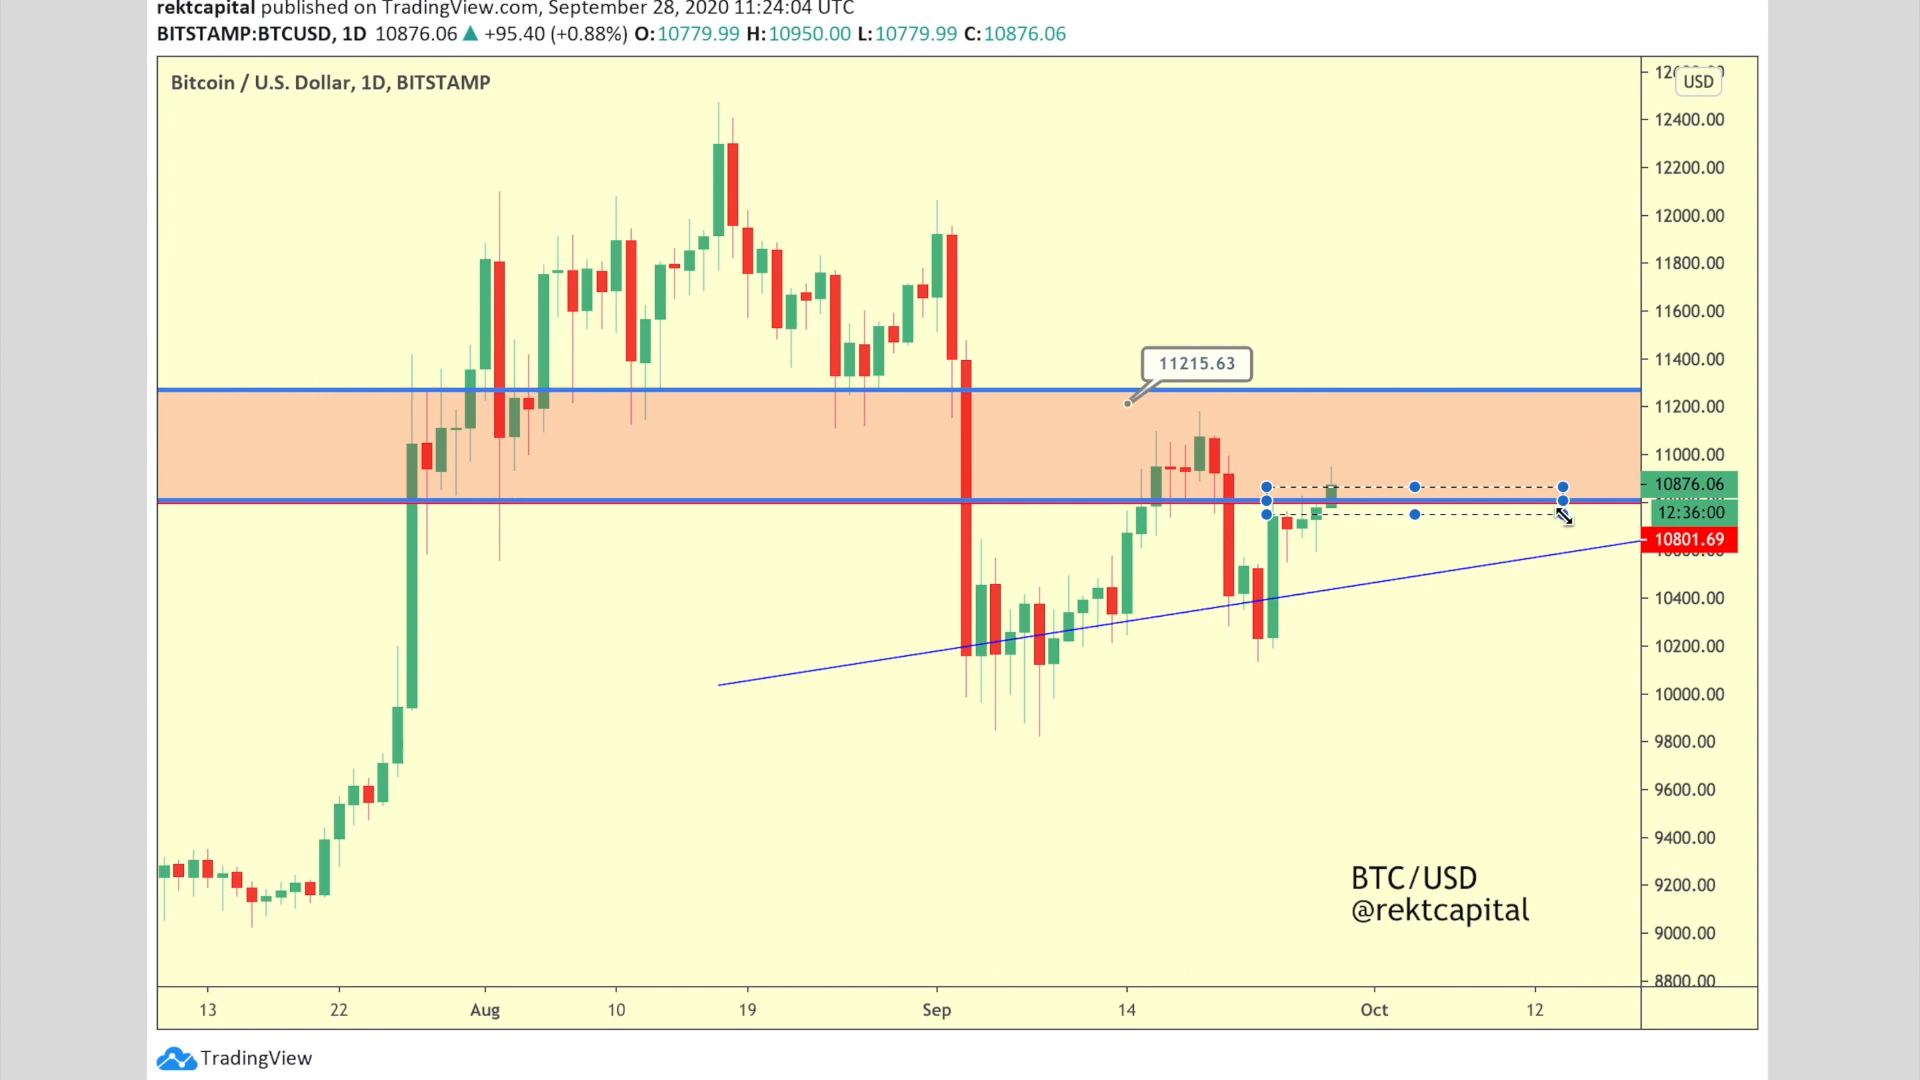 rektcapital published on TradingView.com, September 28, 2020 11:24:04 UTC
BITSTAMP:BTCUSD, 1D 10876.06 ▲ +95.40 (+0.88%) O:10779.99 H:10950.00 L:10779.99 C:10876.06
Bitcoin / U.S. Dollar, 1D, BITSTAMP
USD
12400.00
12200.00
12000.00
11800.00
11600.00
11400.00
11215.63
11200.00
11000.00
10876.06
12:36:00
10801.69
10400.00
10200.00
10000.00
9800.00
9600.00
9400.00
9200.00
9000.00
8800.00
BTC/USD
@rektcapital
13 22 Aug 10 19 Sep 14 Oct 12
TradingView